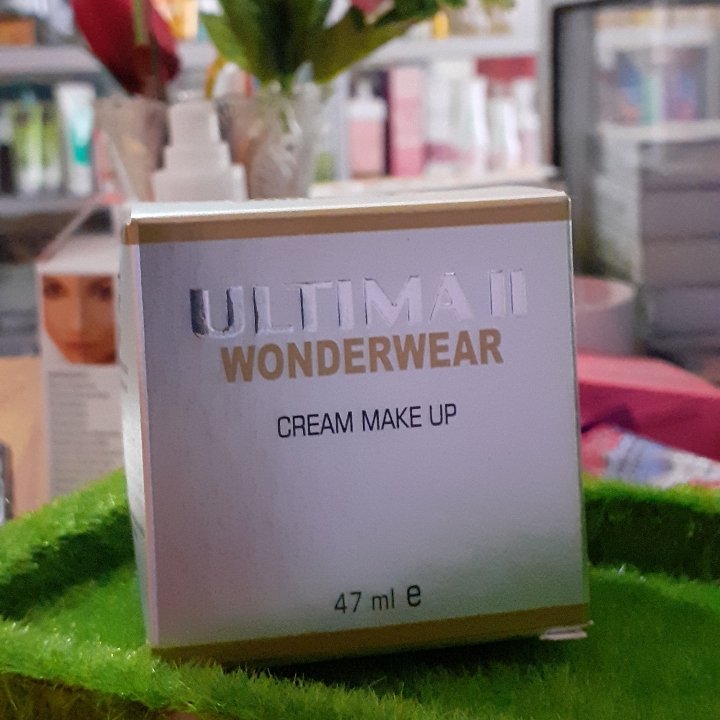 ULTIMA II
WONDERWEAR
CREAM MAKE UP
47 ml e